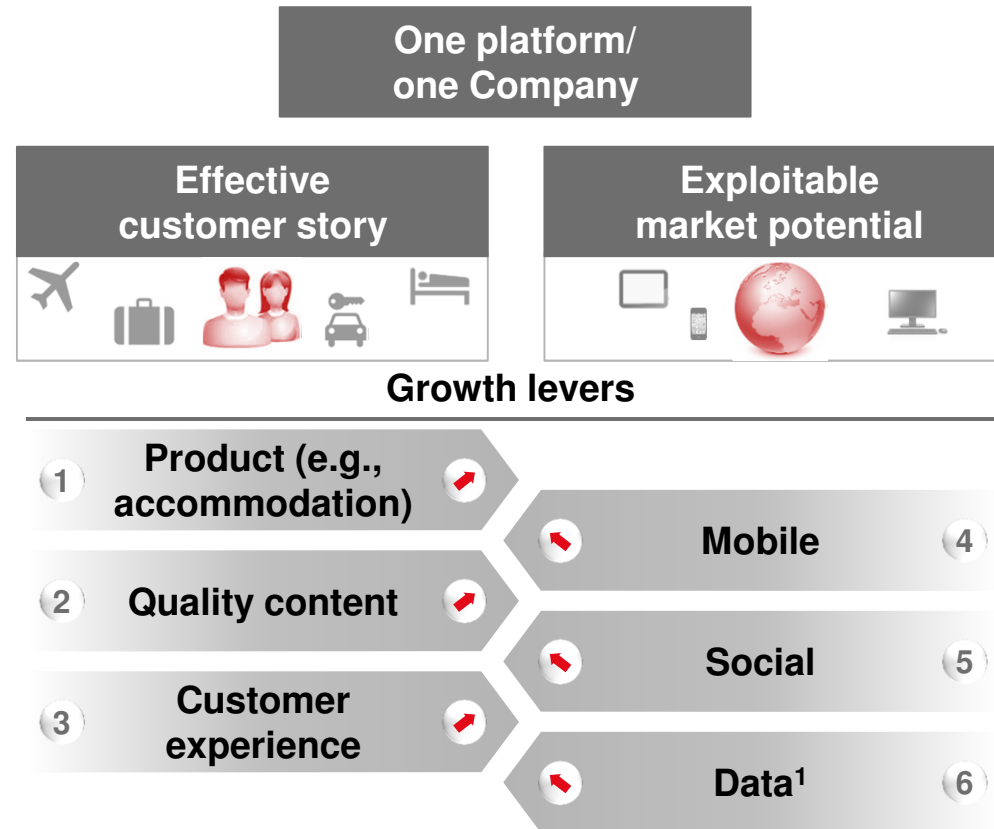 One platform/
one Company
Effective
customer story
Exploitable
market potential
Growth levers
1
Product (e.g.,
accommodation)
2
Quality content
3
Customer
experience
Mobile
4
Social
5
Data¹
6